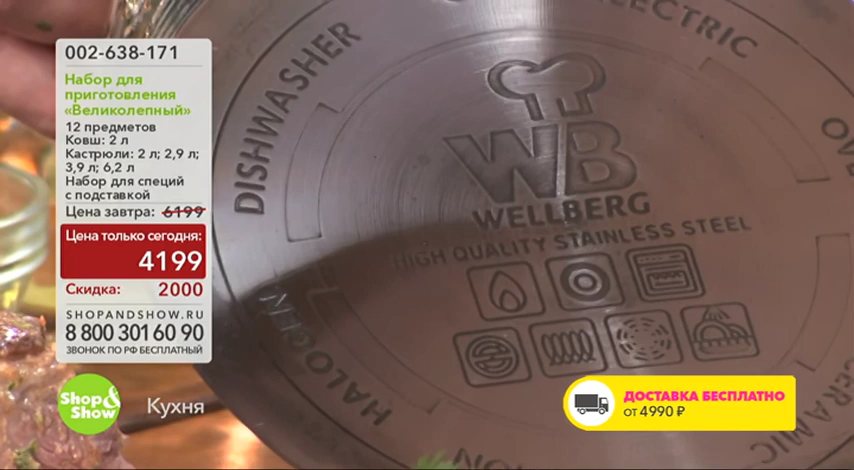 002-638-171
Набор для
приготовления
«Великолепный»
12 предметов
Ковш: 2 л
Кастрюли: 2 л; 2,9 л;
3,9 л; 6,2 л
Набор для специй
с подставкой
Цена завтра: 6199
Цена только сегодня:
4199
Скидка: 2000
SHOPANDSHOW.RU
8 800 301 60 90
ЗВОНОК ПО РФ БЕСПЛАТНЫЙ
Shop&
Show
Кухня
DISHWASHER
WB
WELLBERG
HIGH QUALITY STAINLESS STEEL
HALOGEN
ДОСТАВКА БЕСПЛАТНО
от 4990 ₽